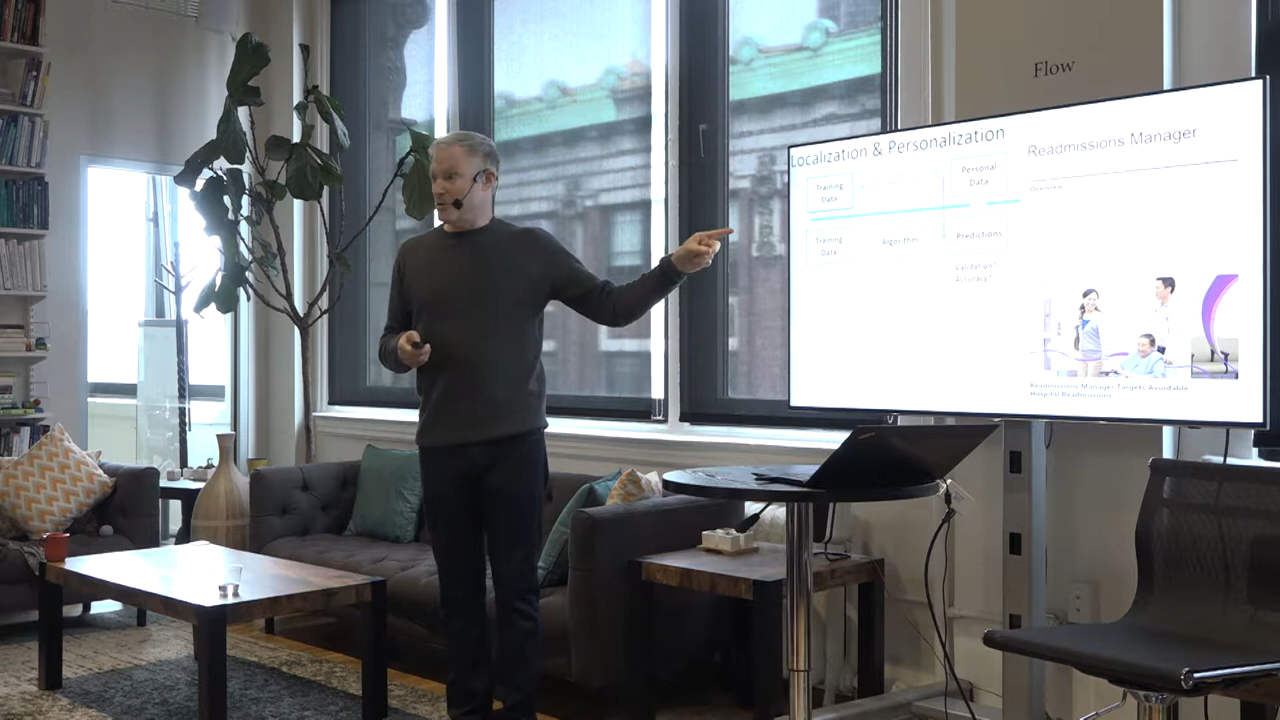 Flow
Localization & Personalization
Training
Data
Personal
Data
Training
Data
Algorithm
Predictions
Validation?
Accuracy?
Readmissions Manager
Overview
Readmissions Manager Targets Avoidable
Hospital Readmissions